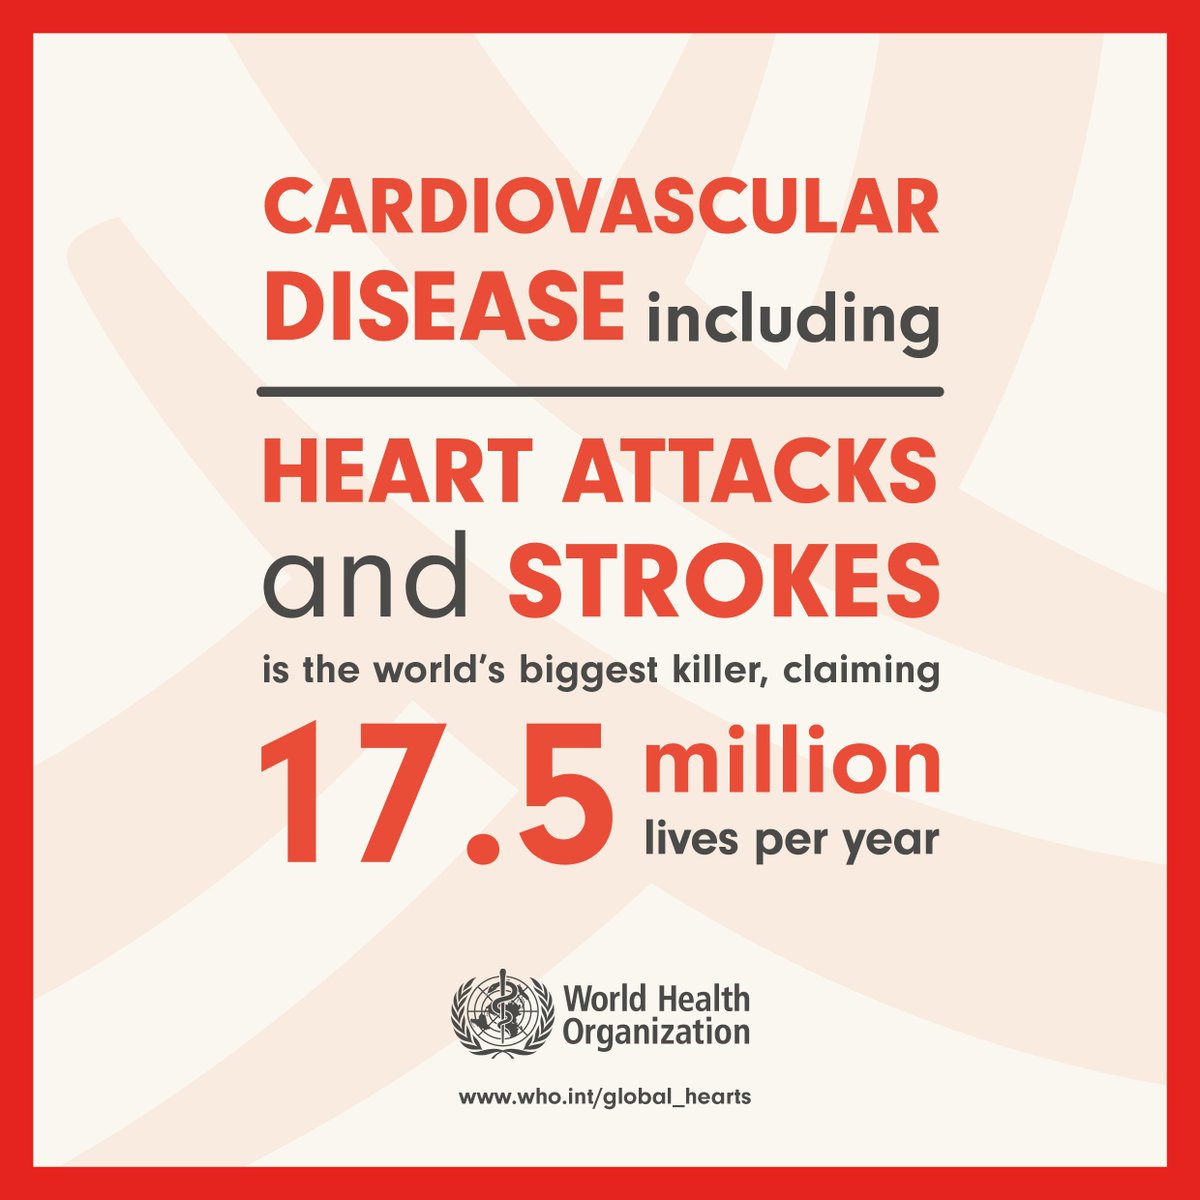 CARDIOVASCULAR
DISEASE including
HEART ATTACKS
and STROKES
is the world’s biggest killer, claiming
17.5 million
lives per year
World Health
Organization
www.who.int/global_hearts